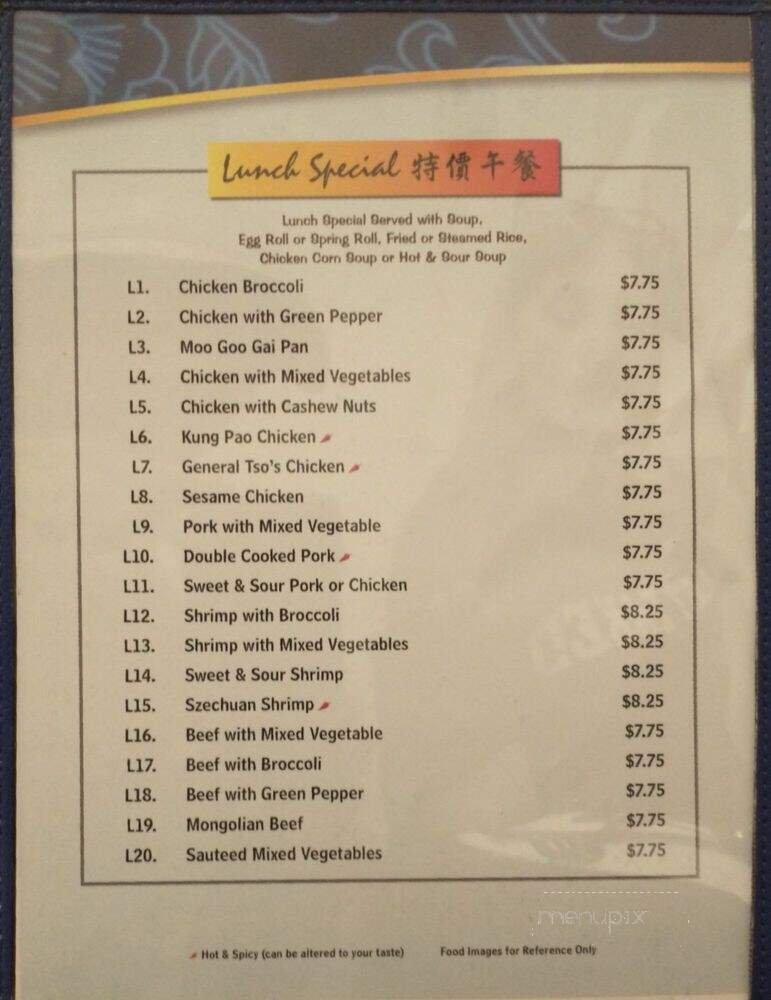 Lunch Special 特價午餐
Lunch Special Served with Soup,
Egg Roll or Spring Roll, Fried or Steamed Rice,
Chicken Corn Soup or Hot & Sour Soup
L1. Chicken Broccoli $7.75
L2. Chicken with Green Pepper $7.75
L3. Moo Goo Gai Pan $7.75
L4. Chicken with Mixed Vegetables $7.75
L5. Chicken with Cashew Nuts $7.75
L6. Kung Pao Chicken $7.75
L7. General Tso's Chicken $7.75
L8. Sesame Chicken $7.75
L9. Pork with Mixed Vegetable $7.75
L10. Double Cooked Pork $7.75
L11. Sweet & Sour Pork or Chicken $7.75
L12. Shrimp with Broccoli $8.25
L13. Shrimp with Mixed Vegetables $8.25
L14. Sweet & Sour Shrimp $8.25
L15. Szechuan Shrimp $8.25
L16. Beef with Mixed Vegetable $7.75
L17. Beef with Broccoli $7.75
L18. Beef with Green Pepper $7.75
L19. Mongolian Beef $7.75
L20. Sauteed Mixed Vegetables $7.75
menupix
Hot & Spicy (can be altered to your taste) Food Images for Reference Only